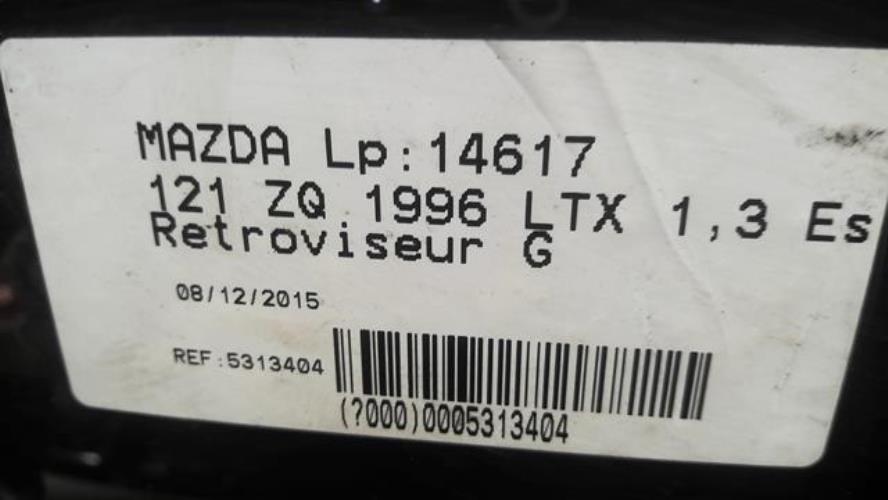 MAZDA Lp:14617
121 ZQ 1996 LTX 1,3 Es
Retroviseur G
08/12/2015
REF:5313404
(?000)0005313404